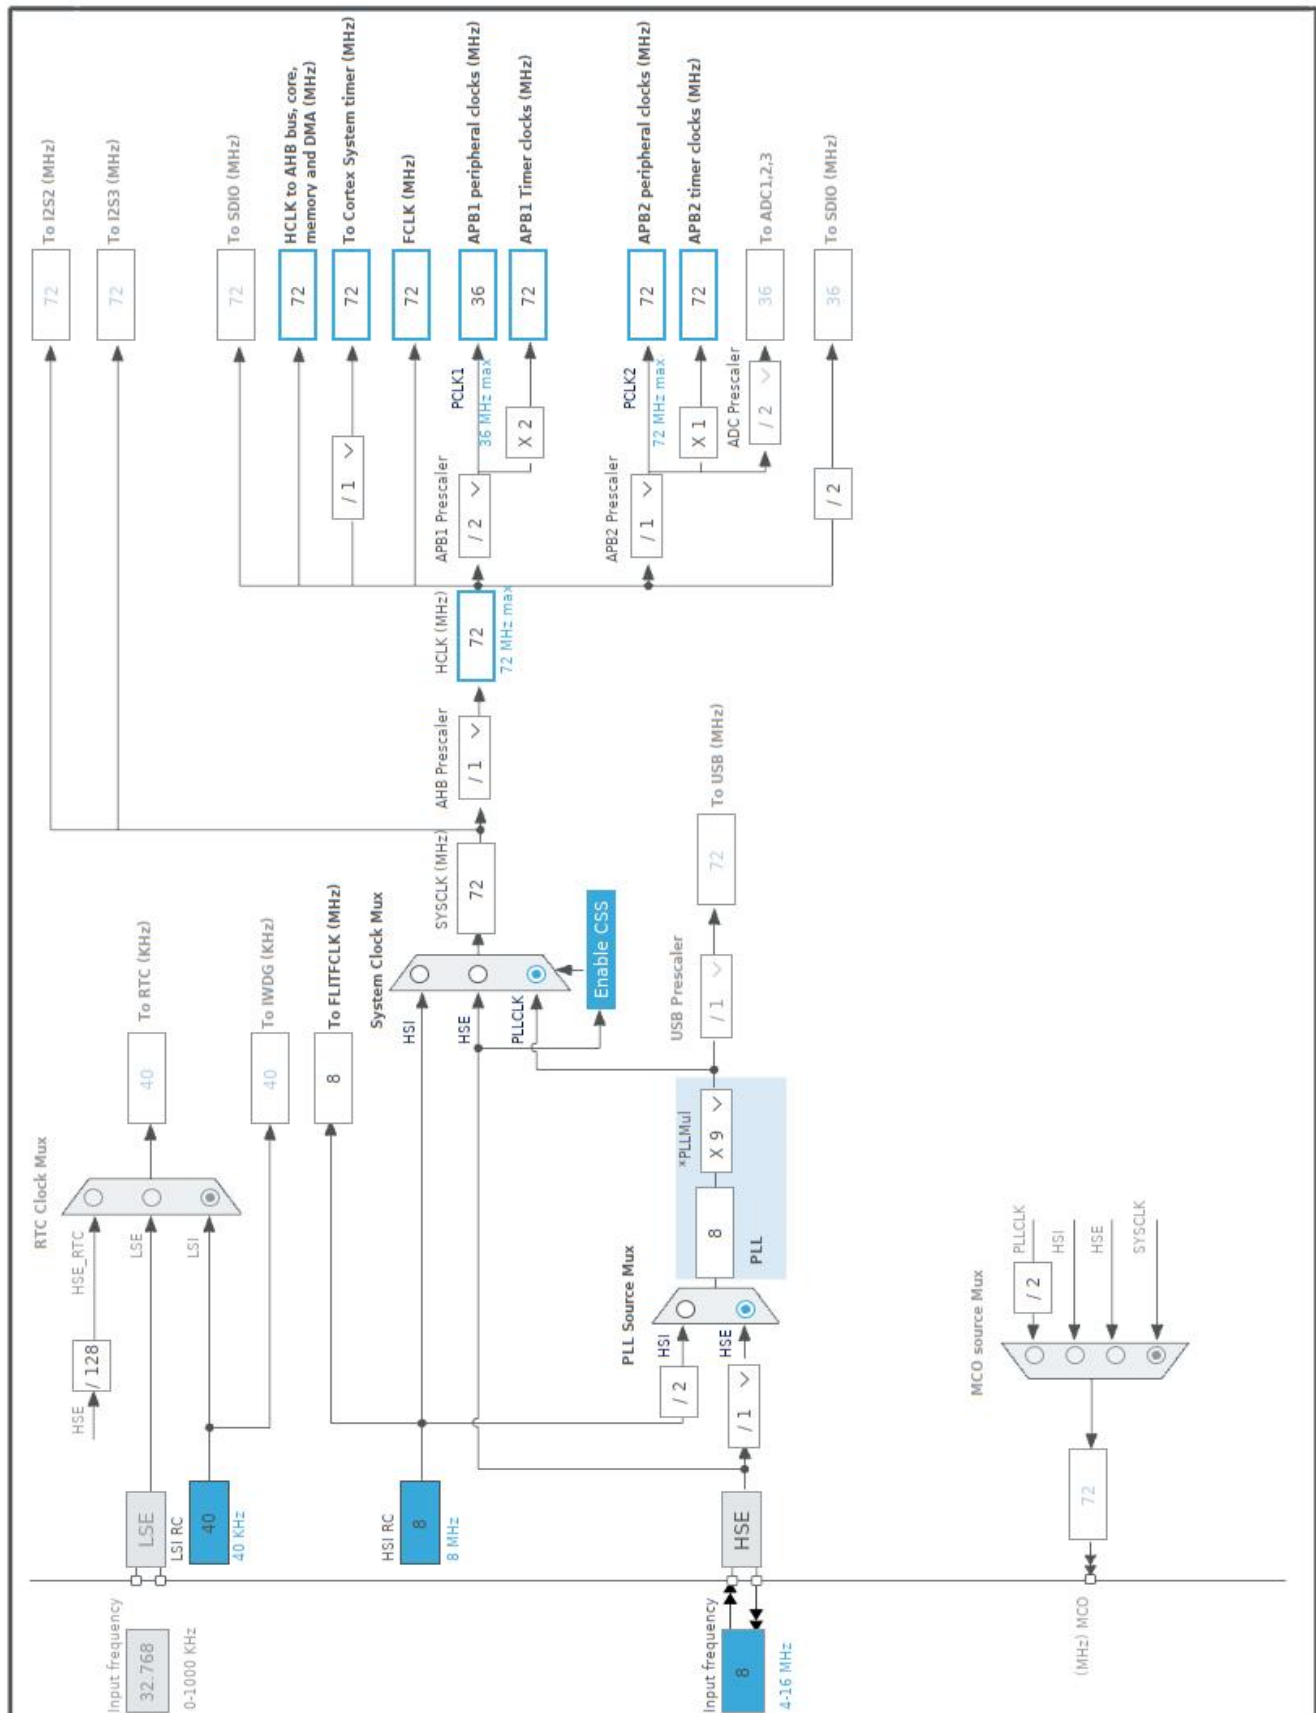 Input frequency
32.768
0-1000 KHz
LSE
LSI RC
40
40 KHz
HSE
/ 128
HSE_RTC
LSE
LSI
RTC Clock Mux
40
To RTC (KHz)
40
To IWDG (KHz)
8
To FLITFCLK (MHz)
HSI RC
8
8 MHz
System Clock Mux
HSI
HSE
PLLCLK
Enable CSS
SYSCLK (MHz)
72
AHB Prescaler
/ 1
HCLK (MHz)
72
72 MHz max
72
To I2S2 (MHz)
72
To I2S3 (MHz)
72
To SDIO (MHz)
72
HCLK to AHB bus, core,
memory and DMA (MHz)
/ 1
72
To Cortex System timer (MHz)
72
FCLK (MHz)
APB1 Prescaler
/ 2
PCLK1
36 MHz max
36
APB1 peripheral clocks (MHz)
X 2
72
APB1 Timer clocks (MHz)
APB2 Prescaler
/ 1
PCLK2
72 MHz max
72
APB2 peripheral clocks (MHz)
X 1
72
APB2 timer clocks (MHz)
ADC Prescaler
/ 2
36
To ADC1,2,3
/ 2
36
To SDIO (MHz)
Input frequency
8
4-16 MHz
HSE
/ 2
/ 1
HSI
HSE
PLL Source Mux
8
PLL
*PLLMul
X 9
USB Prescaler
/ 1
72
To USB (MHz)
(MHz) MCO
72
MCO source Mux
/ 2
PLLCLK
HSI
HSE
SYSCLK